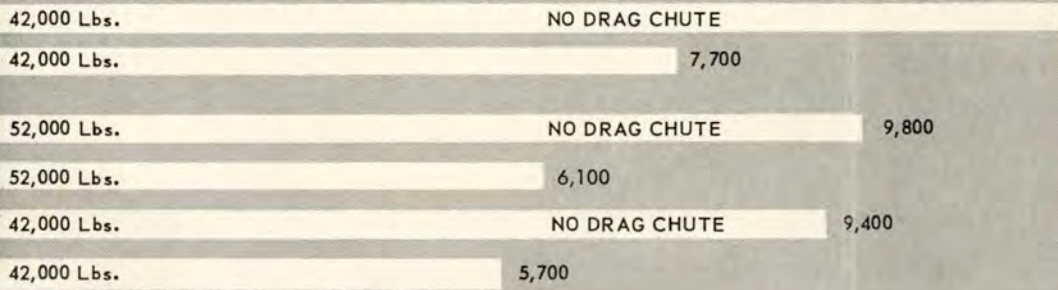 42,000 Lbs. NO DRAG CHUTE
42,000 Lbs. 7,700
52,000 Lbs. NO DRAG CHUTE 9,800
52,000 Lbs. 6,100
42,000 Lbs. NO DRAG CHUTE 9,400
42,000 Lbs. 5,700